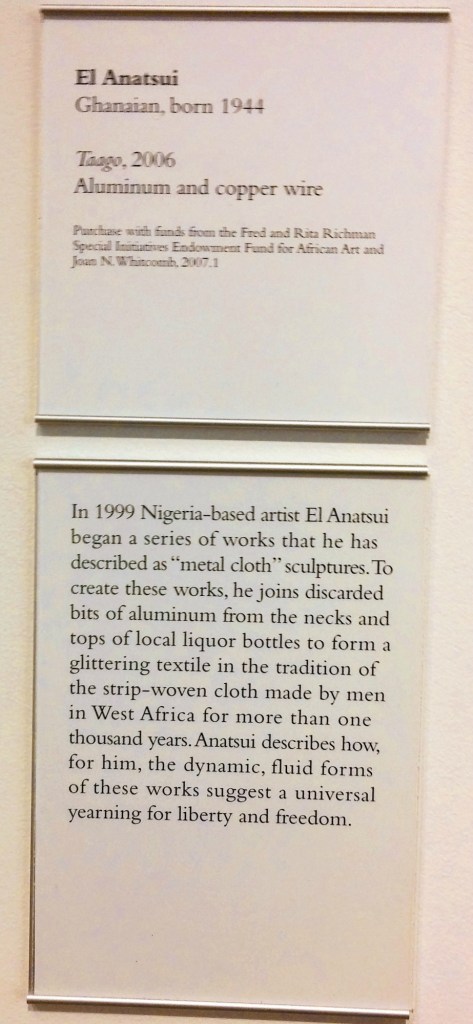 El Anatsui
Ghanaian, born 1944
Taago, 2006
Aluminum and copper wire
Purchase with funds from the Fred and Rita Richman
Special Initiatives Endowment Fund for African Art and
Joan N. Whitcomb, 2007.1
In 1999 Nigeria-based artist El Anatsui
began a series of works that he has
described as “metal cloth” sculptures. To
create these works, he joins discarded
bits of aluminum from the necks and
tops of local liquor bottles to form a
glittering textile in the tradition of
the strip-woven cloth made by men
in West Africa for more than one
thousand years. Anatsui describes how,
for him, the dynamic, fluid forms
of these works suggest a universal
yearning for liberty and freedom.